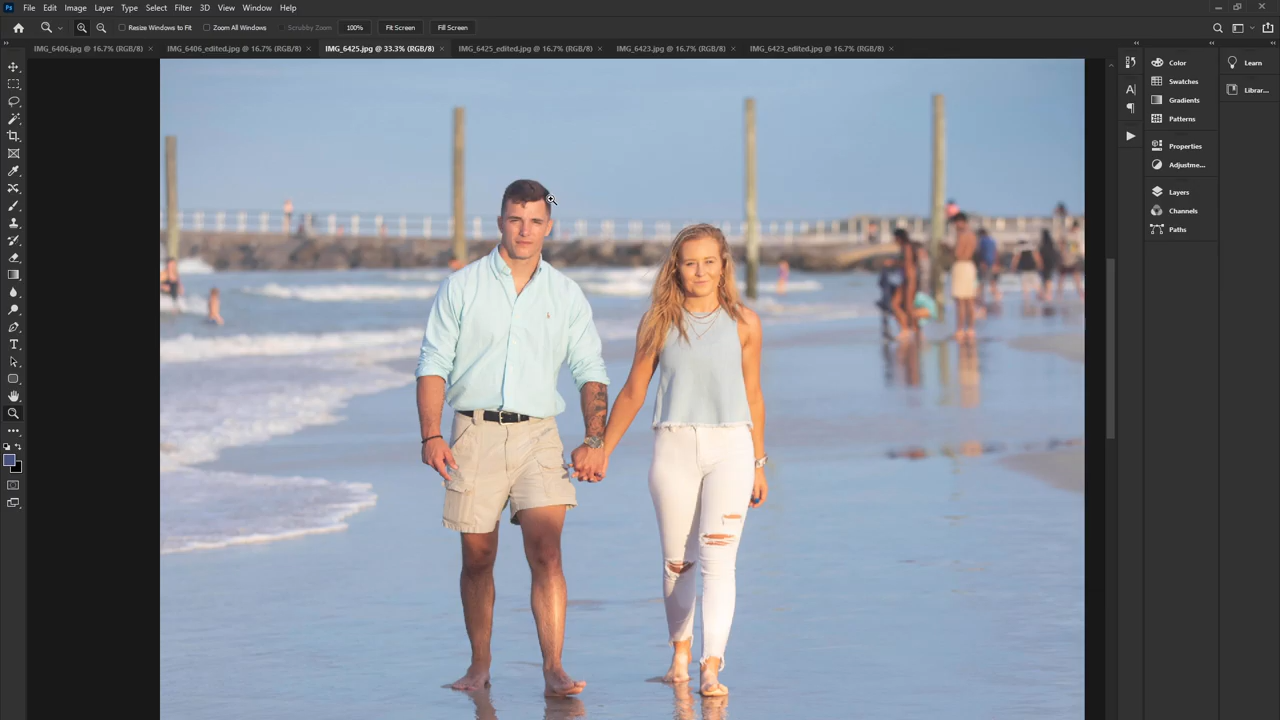 Ps File Edit Image Layer Type Select Filter 3D View Window Help
Resize Windows to Fit Zoom All Windows Scrubby Zoom 100% Fit Screen Fill Screen
IMG_6406.jpg @ 16.7% (RGB/8) × IMG_6406_edited.jpg @ 16.7% (RGB/8) × IMG_6425.jpg @ 33.3% (RGB/8) × IMG_6425_edited.jpg @ 16.7% (RGB/8) × IMG_6423.jpg @ 16.7% (RGB/8) × IMG_6423_edited.jpg @ 16.7% (RGB/8) ×
Color
Learn
Swatches
Librar...
Gradients
Patterns
Properties
Adjustme...
Layers
Channels
Paths